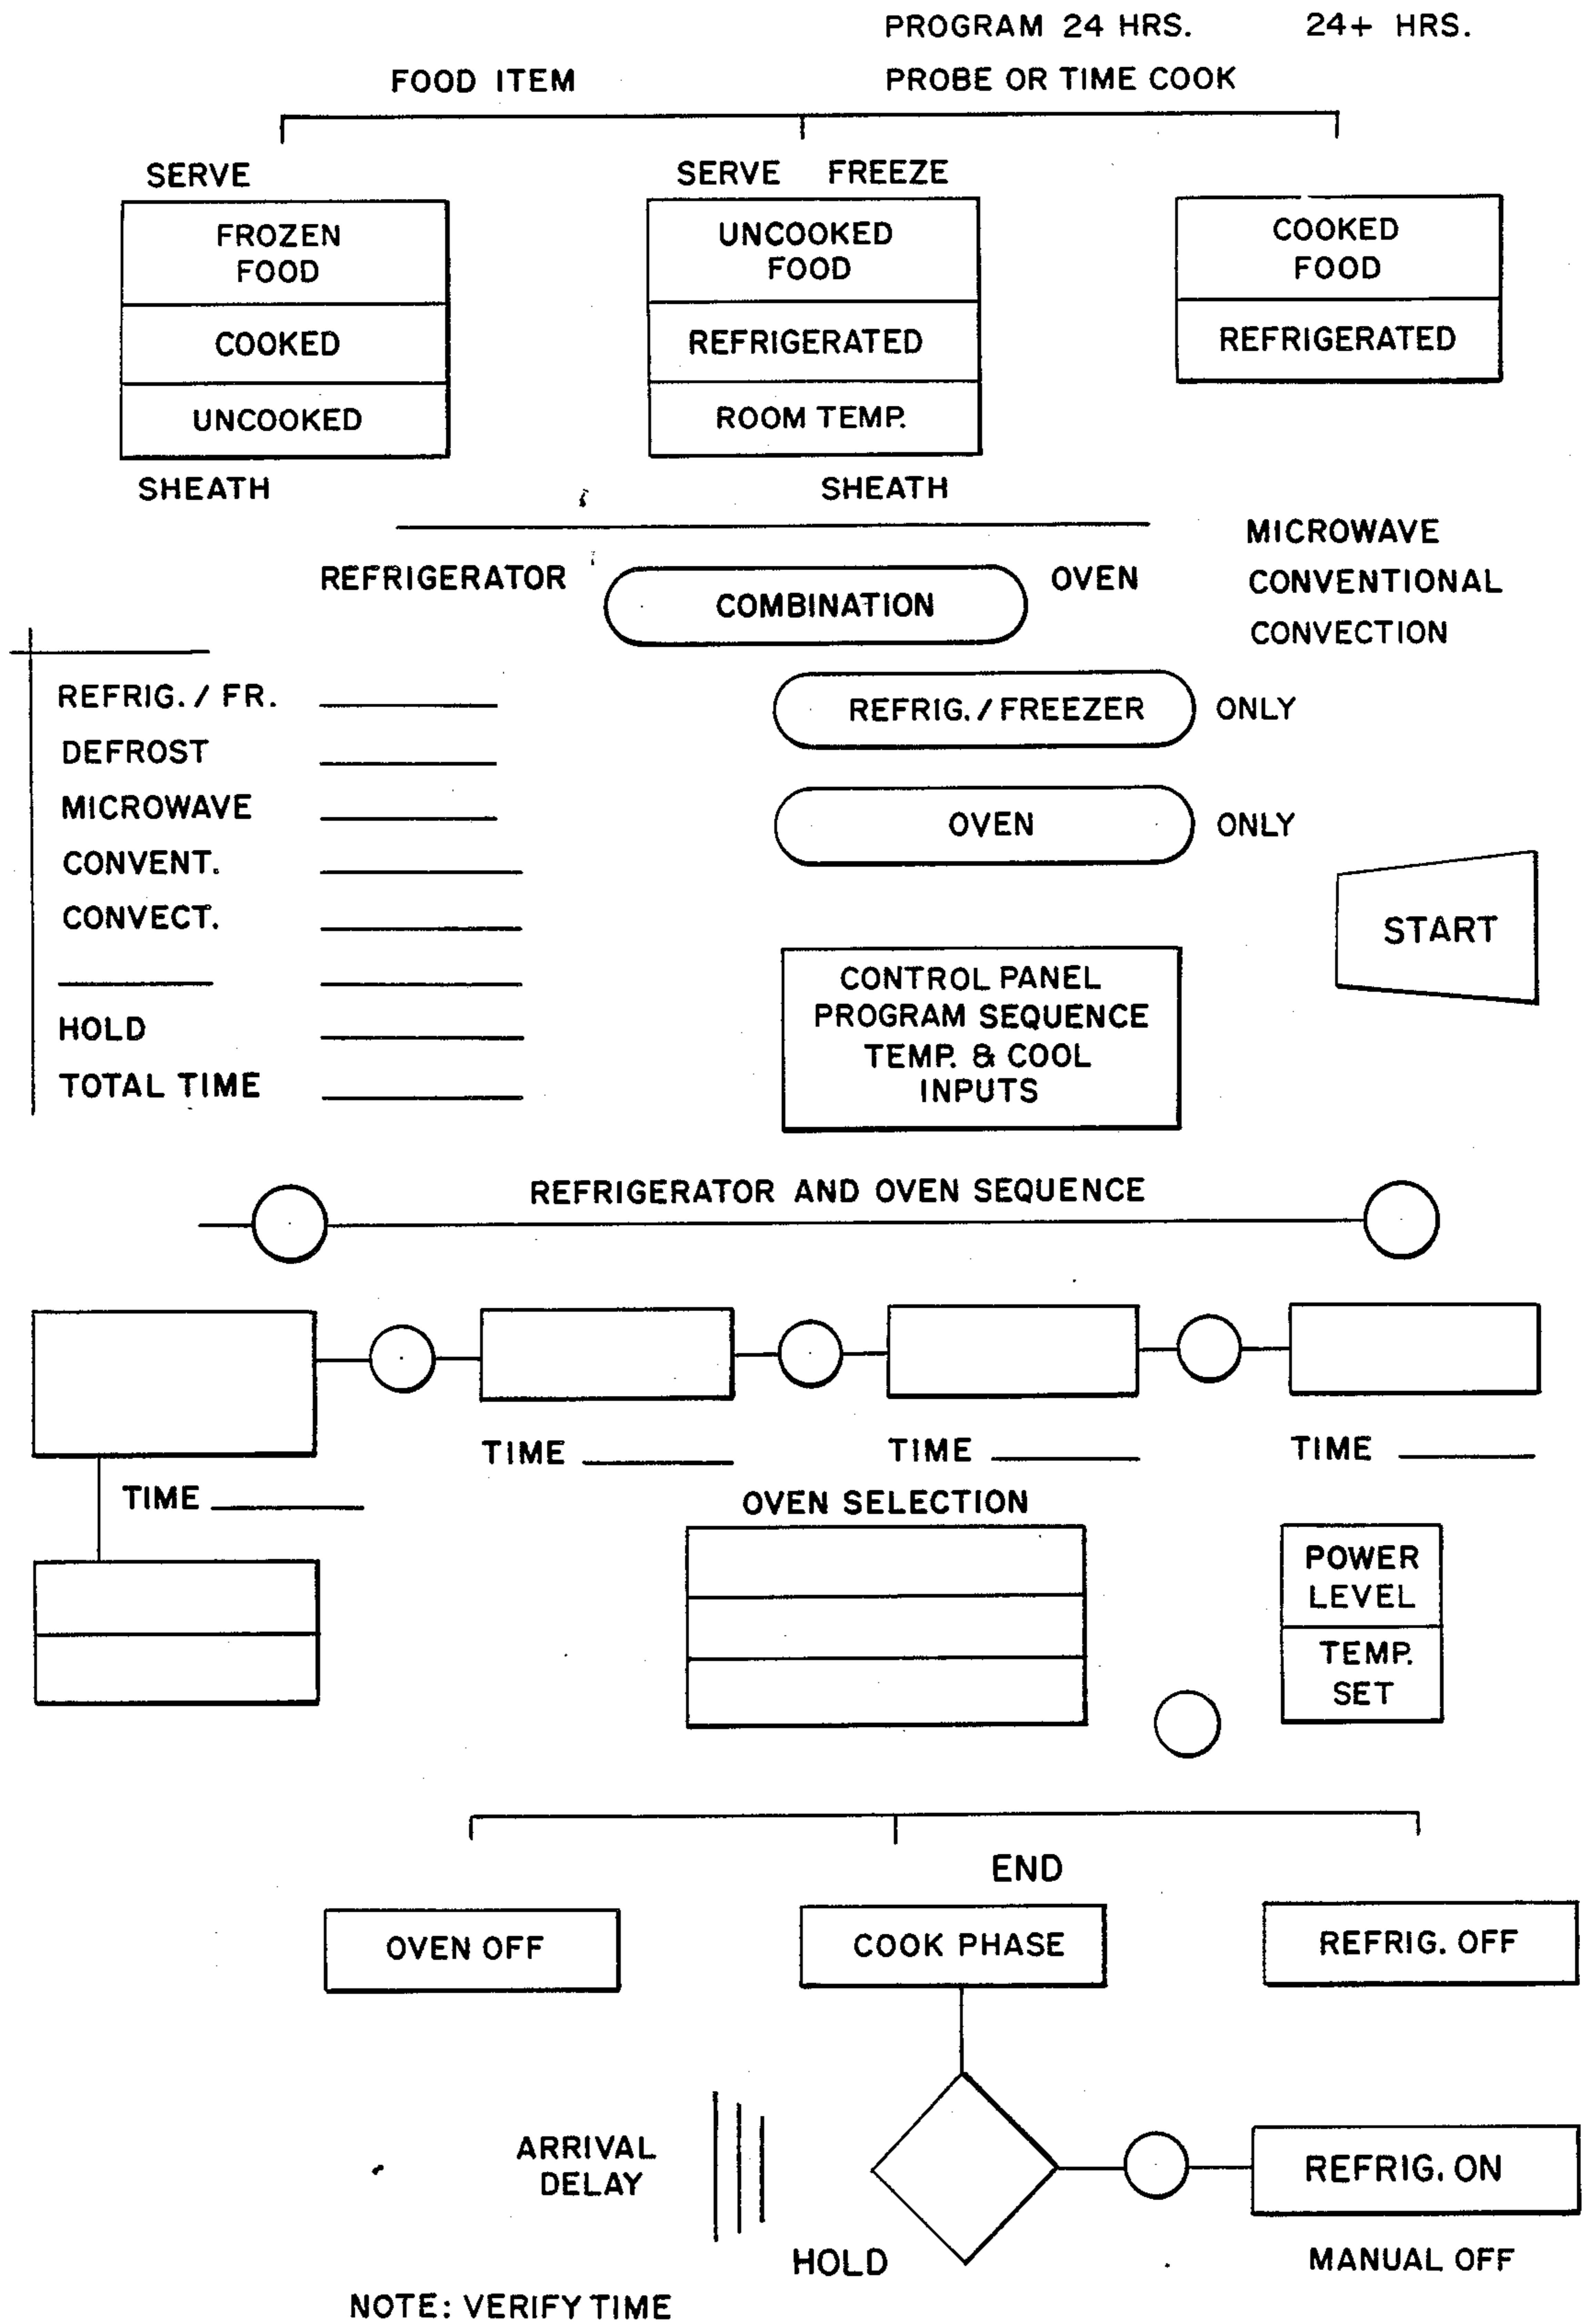 PROGRAM 24 HRS. 24+ HRS.
FOOD ITEM
PROBE OR TIME COOK
SERVE
SERVE FREEZE
FROZEN
FOOD
COOKED
UNCOOKED
SHEATH
UNCOOKED
FOOD
REFRIGERATED
ROOM TEMP.
SHEATH
COOKED
FOOD
REFRIGERATED
REFRIGERATOR
COMBINATION
OVEN
MICROWAVE
CONVENTIONAL
CONVECTION
REFRIG. / FR.
DEFROST
MICROWAVE
CONVENT.
CONVECT.
HOLD
TOTAL TIME
REFRIG. / FREEZER ONLY
OVEN ONLY
START
CONTROL PANEL
PROGRAM SEQUENCE
TEMP. & COOL
INPUTS
REFRIGERATOR AND OVEN SEQUENCE
TIME
TIME
TIME
TIME
OVEN SELECTION
POWER
LEVEL
TEMP.
SET
END
OVEN OFF
COOK PHASE
REFRIG. OFF
ARRIVAL
DELAY
HOLD
REFRIG. ON
MANUAL OFF
NOTE: VERIFY TIME